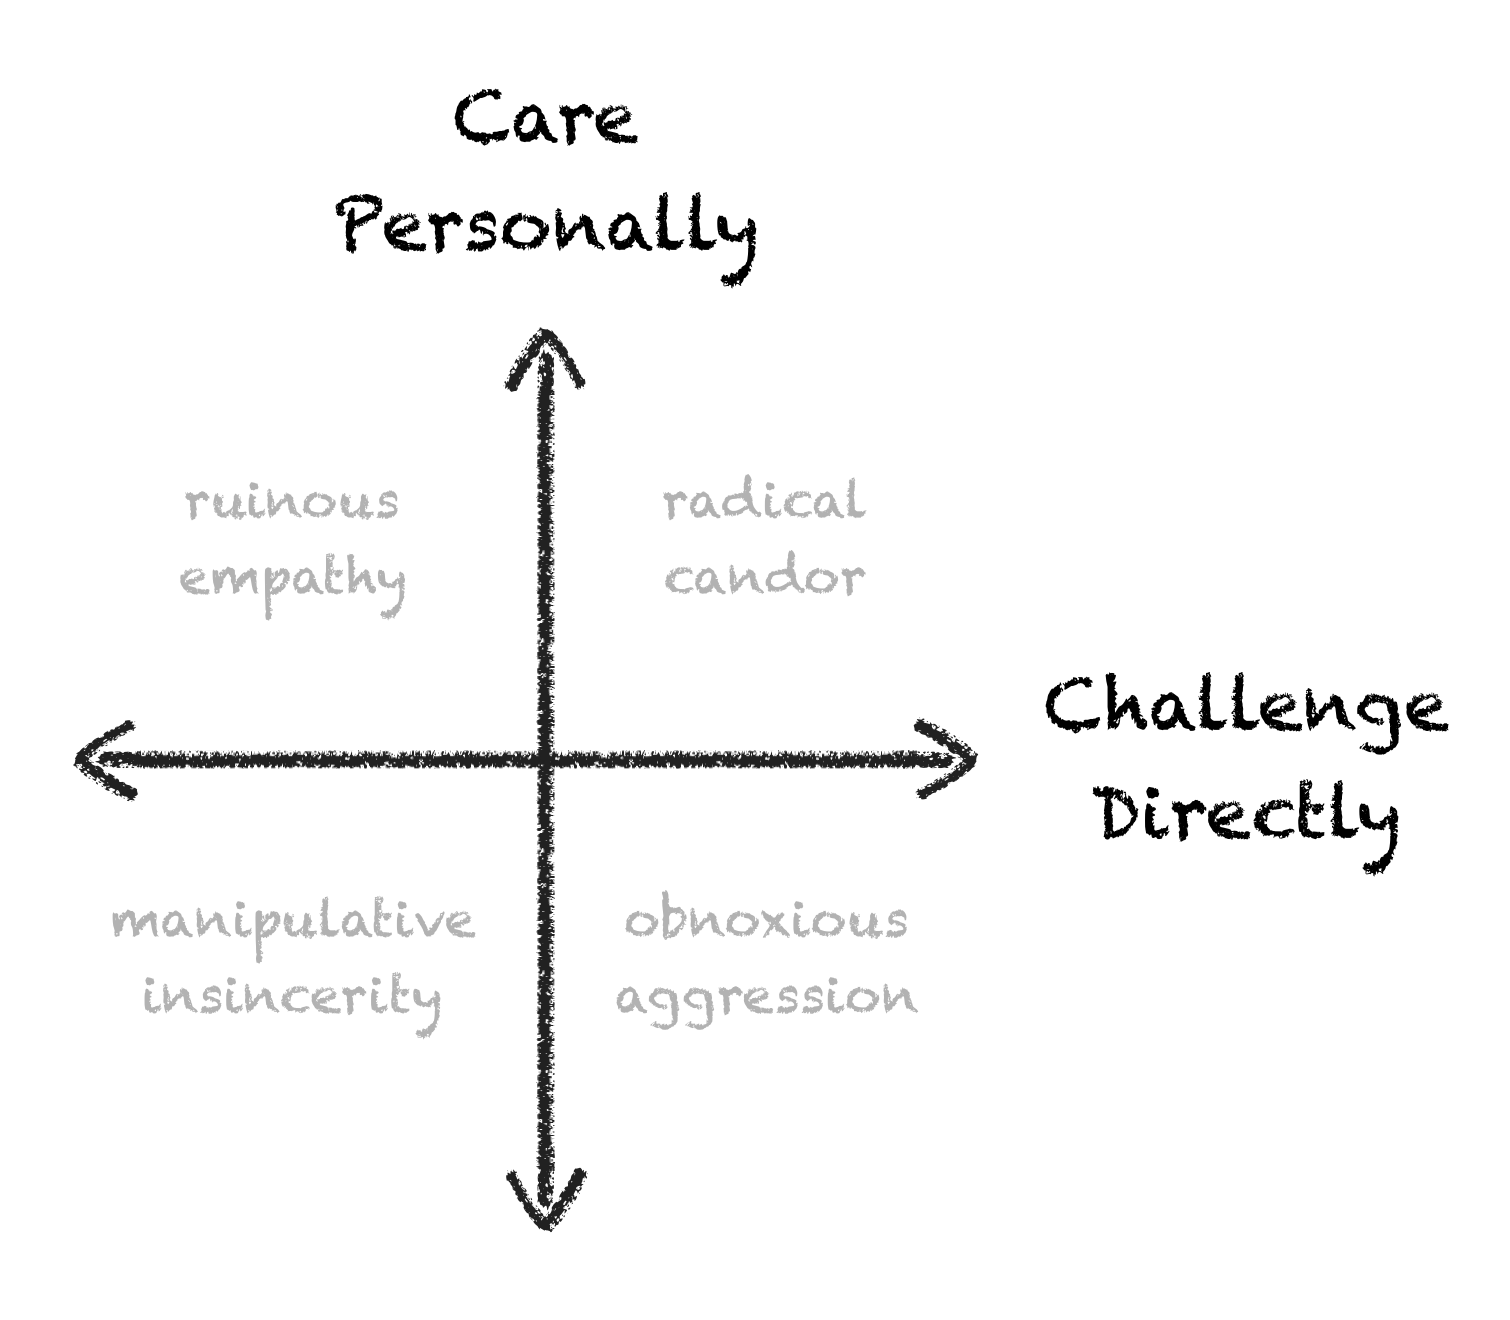 Care
Personally
ruinous
empathy
radical
candor
Challenge
Directly
manipulative
insincerity
obnoxious
aggression